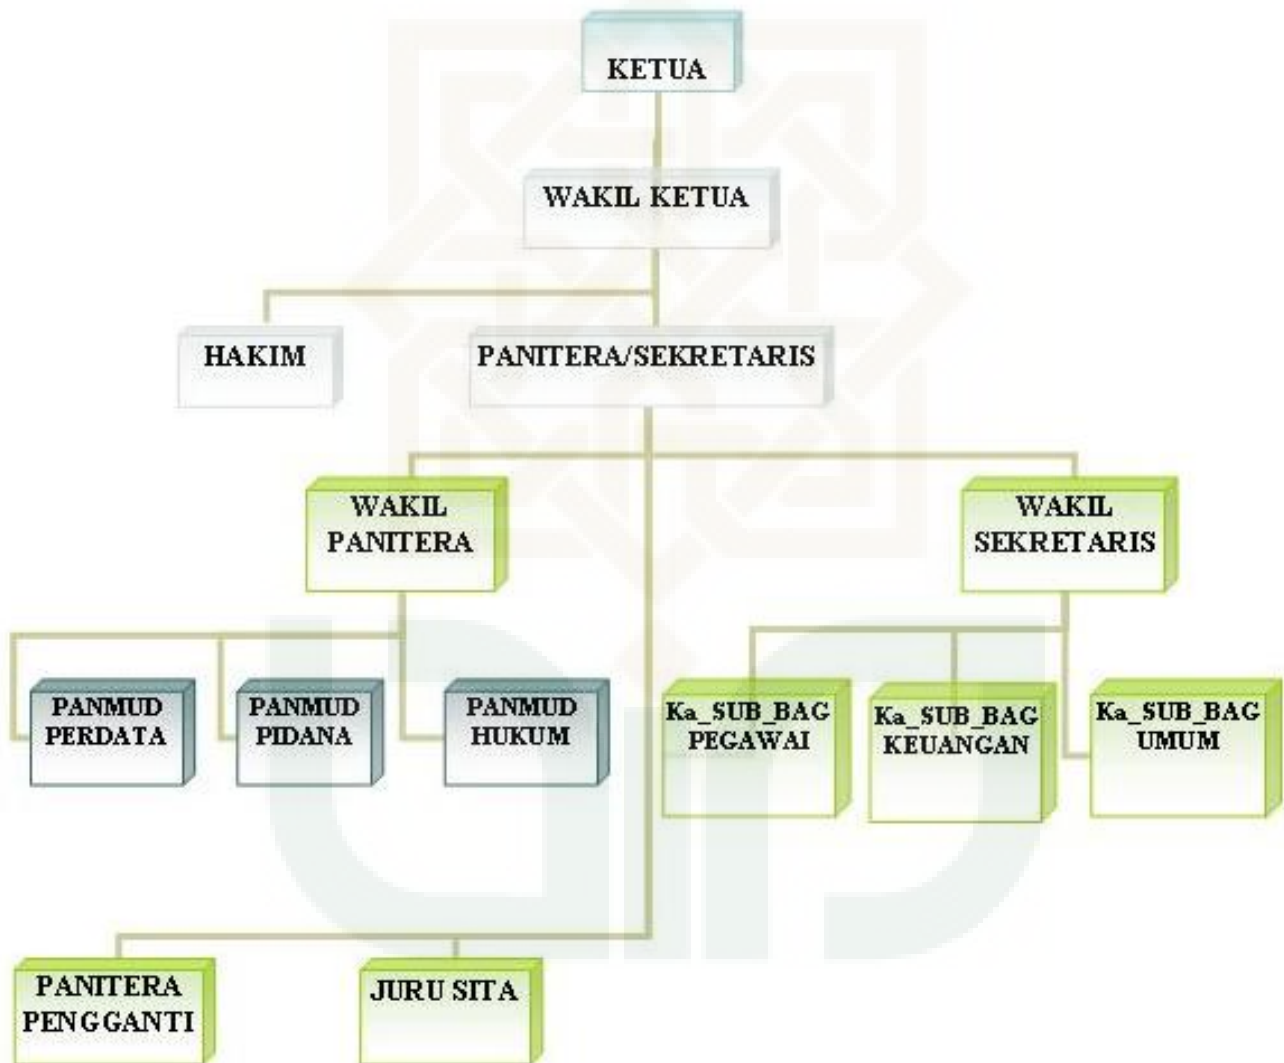 KETUA
WAKIL KETUA
HAKIM
PANITERA/SEKRETARIS
WAKIL
PANITERA
WAKIL
SEKRETARIS
PANMUD
PERDATA
PANMUD
PIDANA
PANMUD
HUKUM
Ka_SUB_BAG
PEGAWAI
Ka_SUB_BAG
KEUANGAN
Ka_SUB_BAG
UMUM
PANITERA
PENGGANTI
JURU SITA